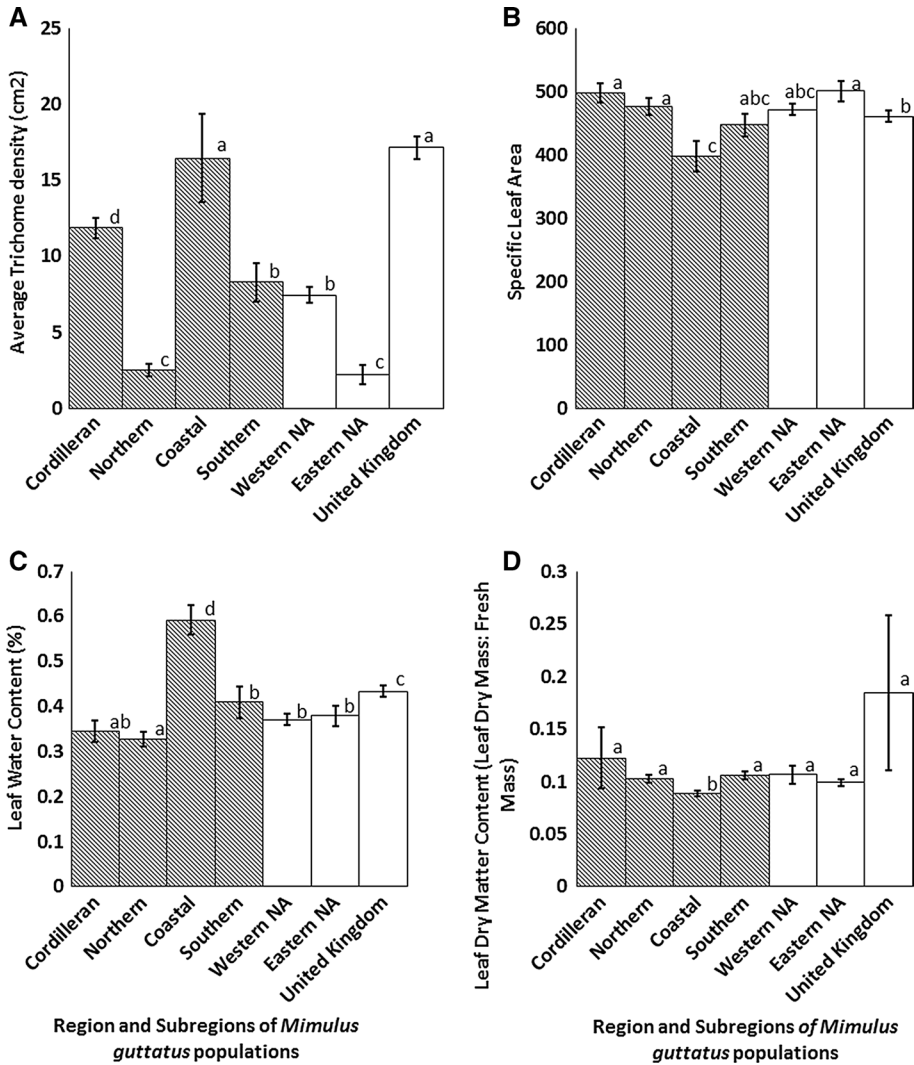 A
Average Trichome density (cm2)
25
20
15
10
5
0
d
c
a
b
b
c
a
Cordilleran
Northern
Coastal
Southern
Western NA
Eastern NA
United Kingdom
B
Specific Leaf Area
600
500
400
300
200
100
0
a
a
c
abc
abc
a
b
Cordilleran
Northern
Coastal
Southern
Western NA
Eastern NA
United Kingdom
C
Leaf Water Content (%)
0.7
0.6
0.5
0.4
0.3
0.2
0.1
0
ab
a
d
b
b
b
c
Cordilleran
Northern
Coastal
Southern
Western NA
Eastern NA
United Kingdom
Region and Subregions of Mimulus
guttatus populations
D
Leaf Dry Matter Content (Leaf Dry Mass: Fresh
Mass)
0.3
0.25
0.2
0.15
0.1
0.05
0
a
a
b
a
a
a
a
Cordilleran
Northern
Coastal
Southern
Western NA
Eastern NA
United Kingdom
Region and Subregions of Mimulus
guttatus populations